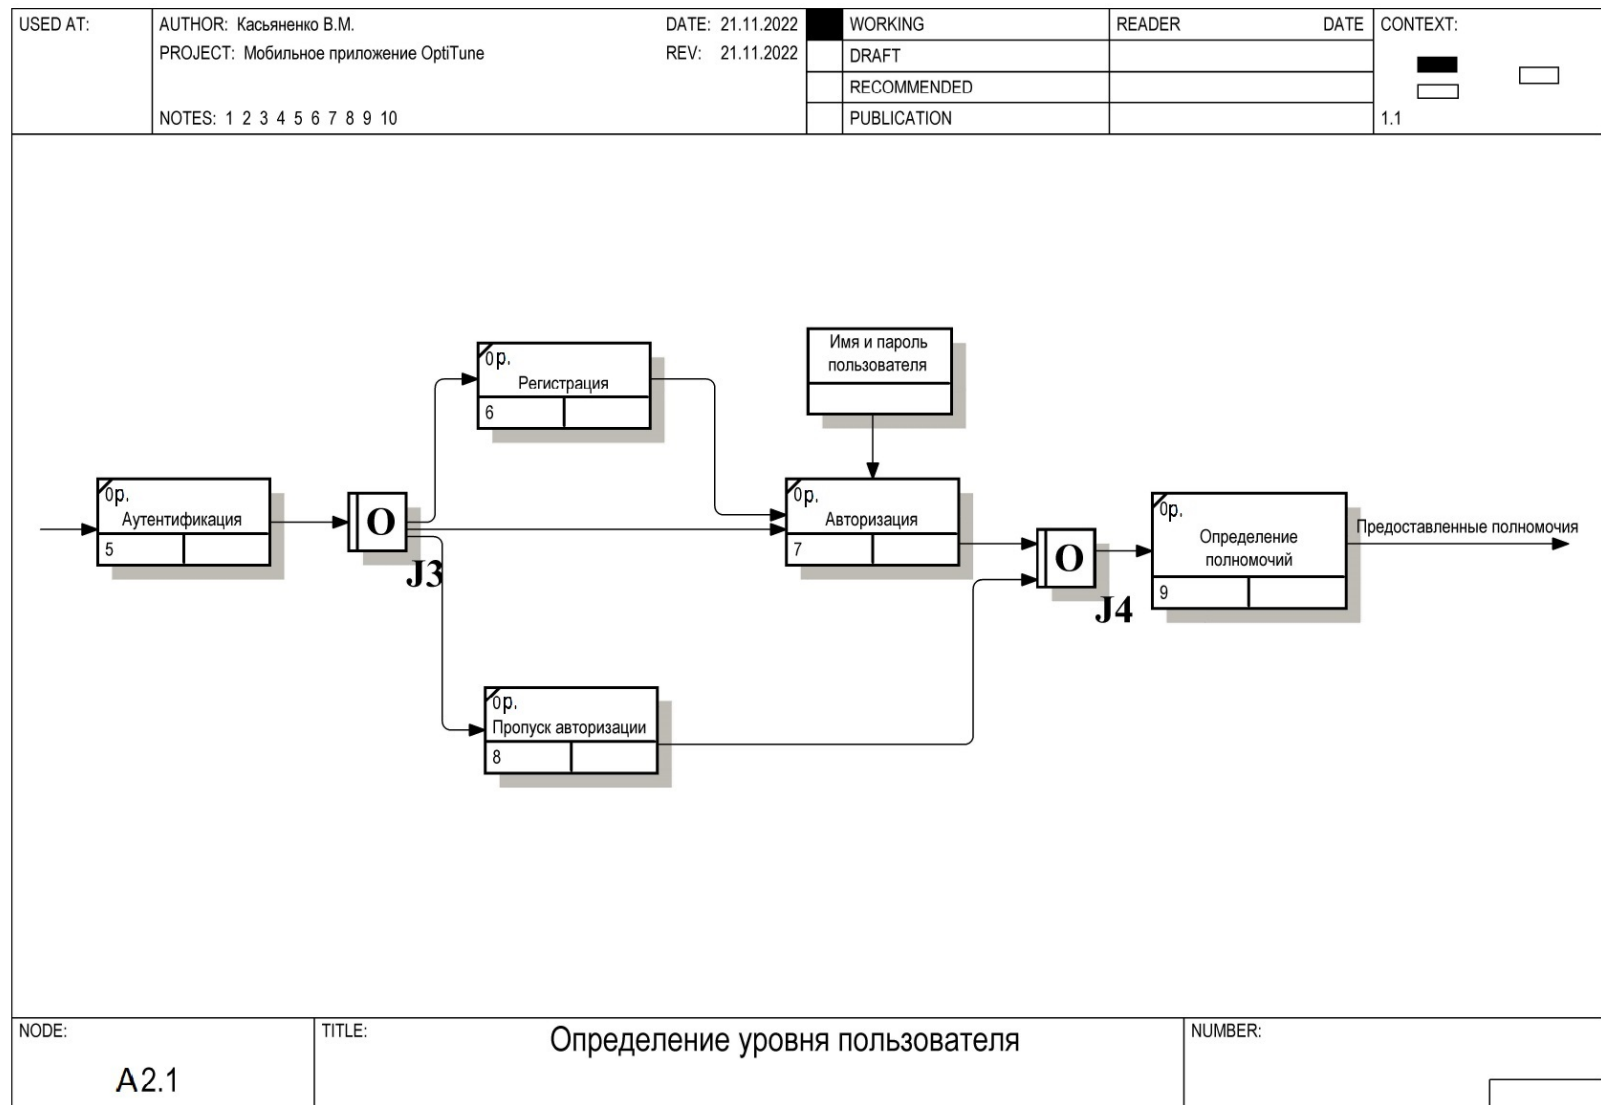 USED AT:
AUTHOR: Касьяненко В.М.
DATE: 21.11.2022
WORKING
READER DATE
CONTEXT:
PROJECT: Мобильное приложение OptiTune
REV: 21.11.2022
DRAFT
RECOMMENDED
NOTES: 1 2 3 4 5 6 7 8 9 10
PUBLICATION
1.1
0р.
Регистрация
6
Имя и пароль
пользователя
0р.
Аутентификация
5
O
J3
0р.
Авторизация
7
O
J4
0р.
Определение
полномочий
9
Предоставленные полномочия
0р.
Пропуск авторизации
8
NODE:
A2.1
TITLE:
Определение уровня пользователя
NUMBER: